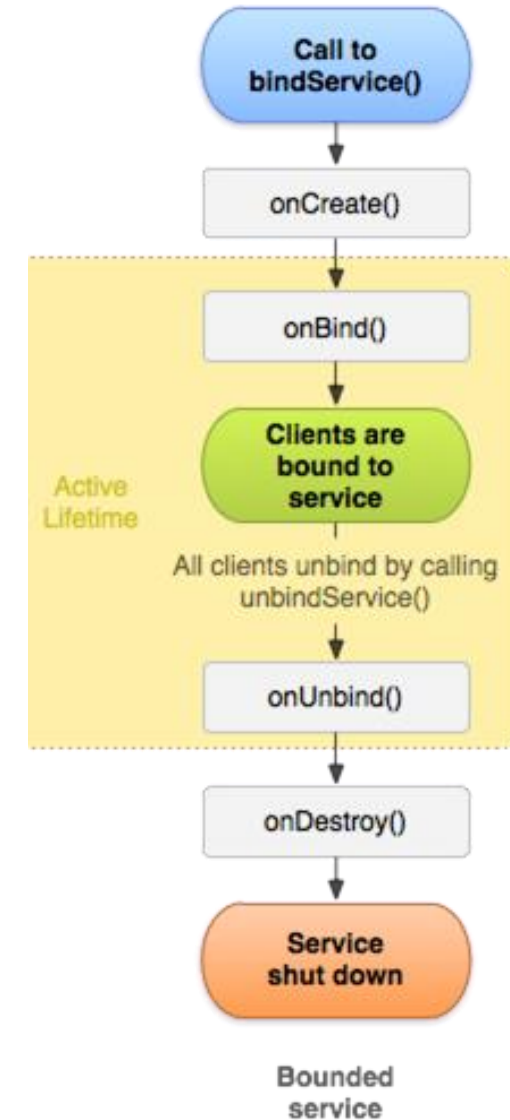 Call to
bindService()
onCreate()
onBind()
Clients are
bound to
service
Active
Lifetime
All clients unbind by calling
unbindService()
onUnbind()
onDestroy()
Service
shut down
Bounded
service